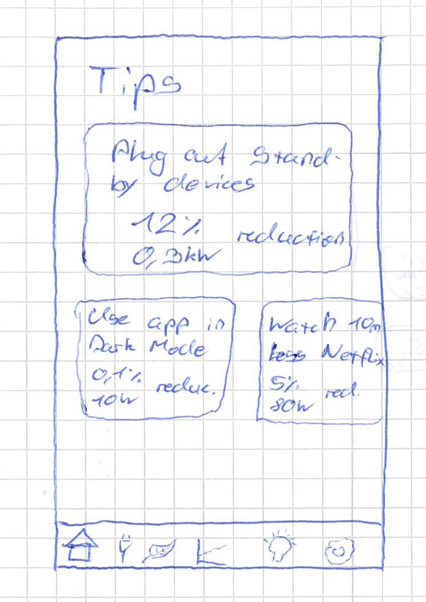 Tips
Plug out Stand-
by devices
12%
reduction
0,3kW
Use app in
Dark Mode
0,1%
reduc.
10W
Watch 10m
less Netflix
5%
red.
80W